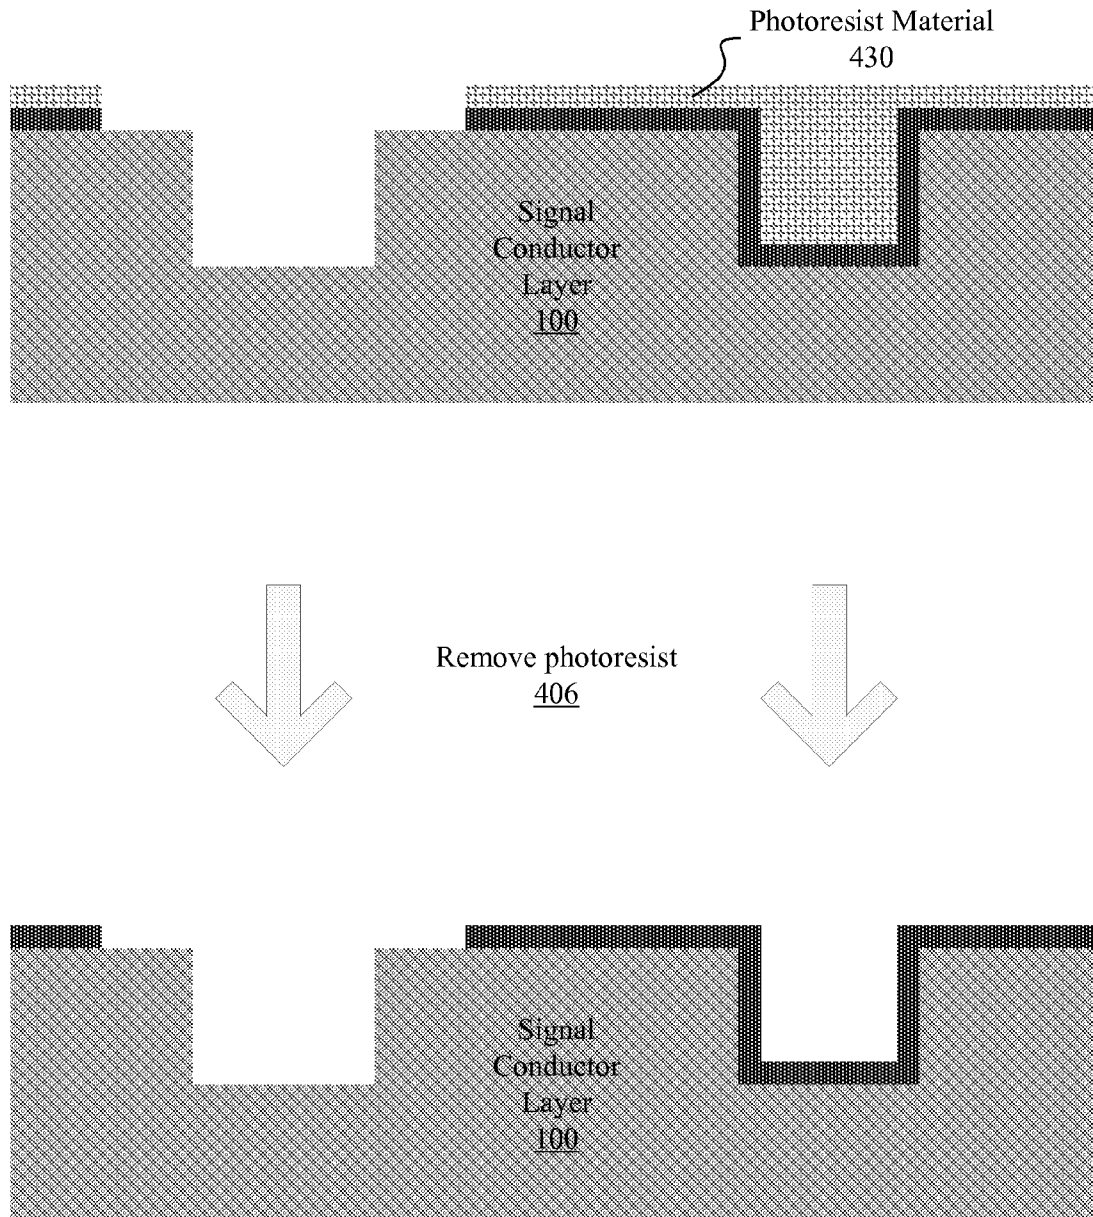 Photoresist Material
430
Signal
Conductor
Layer
100
Remove photoresist
406
Signal
Conductor
Layer
100